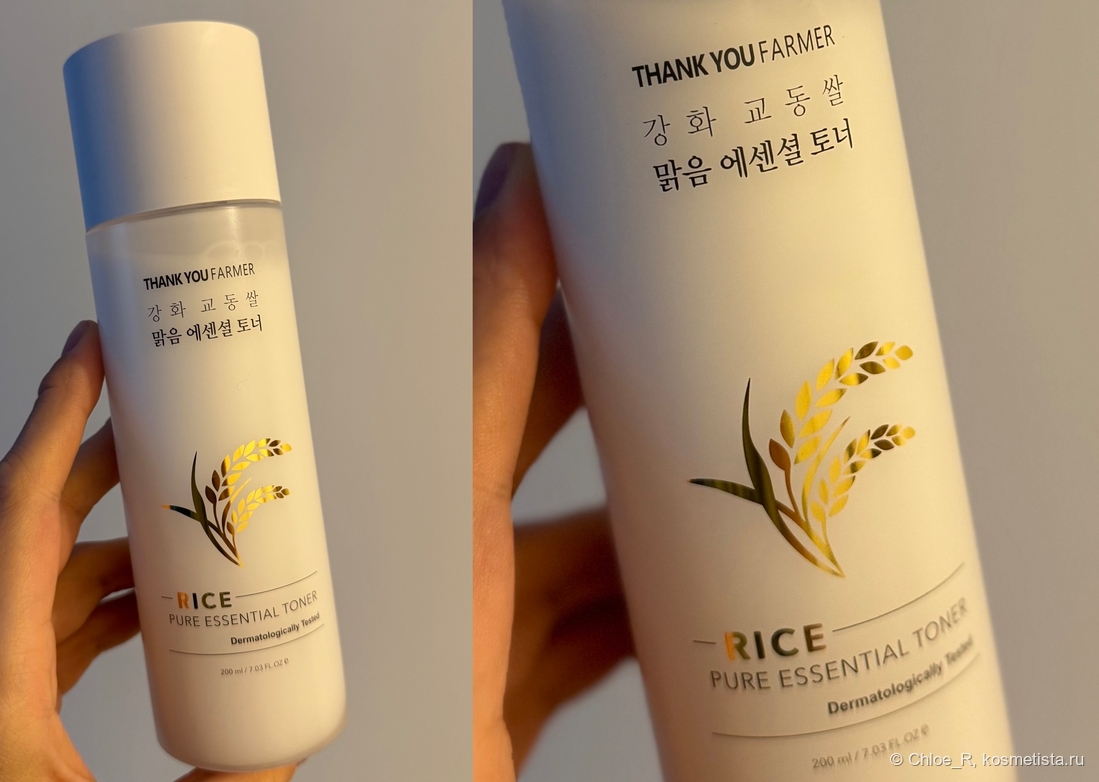 THANK YOU FARMER
강화 교동쌀
맑음 에센셜 토너
RICE
PURE ESSENTIAL TONER
Dermatologically Tested
200 ml / 7.03 FL.OZ ℮
THANK YOU FARMER
강화 교동쌀
맑음 에센셜 토너
RICE
PURE ESSENTIAL TONER
Dermatologically Tested
200 ml / 7.03 FL.OZ ℮
© Chloe_R, kosmetista.ru